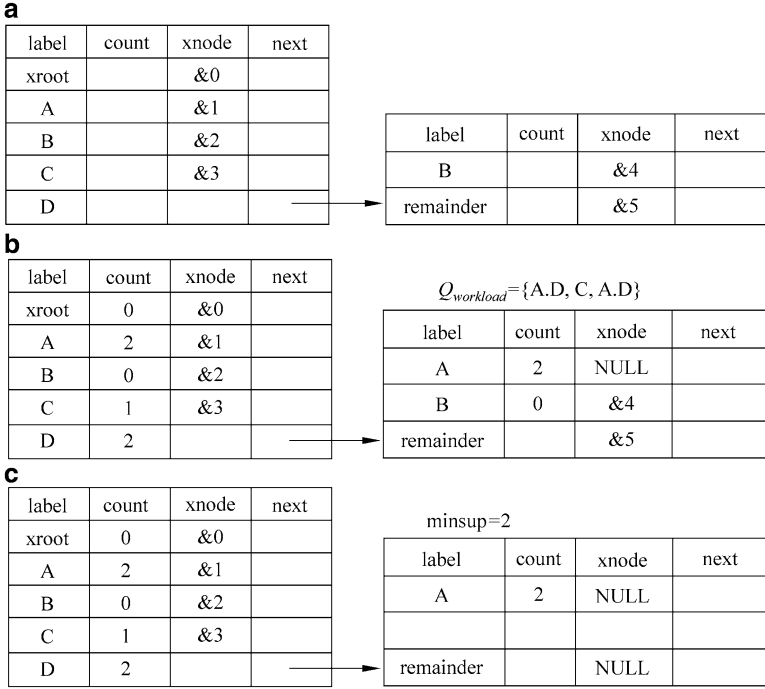 a
label count xnode next
xroot &0
A &1
B &2
C &3
D
label count xnode next
B &4
remainder &5
b
label count xnode next
xroot 0 &0
A 2 &1
B 0 &2
C 1 &3
D 2
Qworkload={A.D, C, A.D}
label count xnode next
A 2 NULL
B 0 &4
remainder &5
c
label count xnode next
xroot 0 &0
A 2 &1
B 0 &2
C 1 &3
D 2
minsup=2
label count xnode next
A 2 NULL
remainder NULL